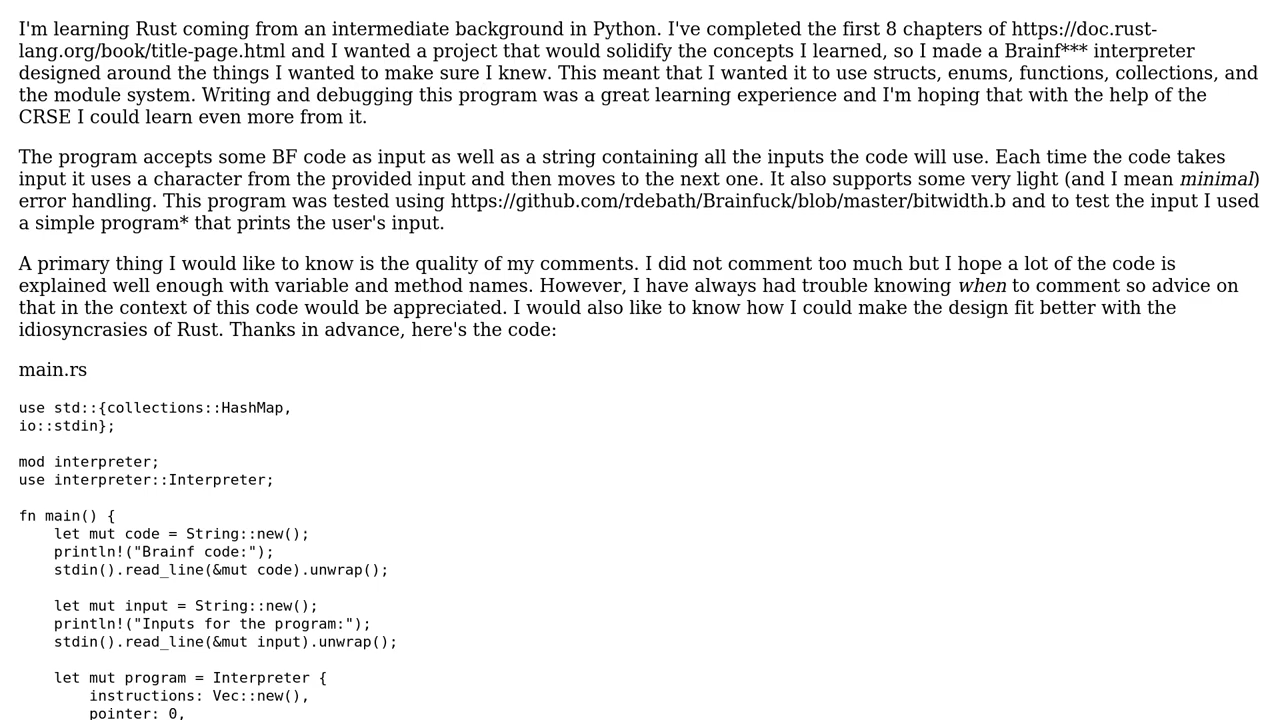 I'm learning Rust coming from an intermediate background in Python. I've completed the first 8 chapters of https://doc.rust-
lang.org/book/title-page.html and I wanted a project that would solidify the concepts I learned, so I made a Brainf*** interpreter
designed around the things I wanted to make sure I knew. This meant that I wanted it to use structs, enums, functions, collections, and
the module system. Writing and debugging this program was a great learning experience and I'm hoping that with the help of the
CRSE I could learn even more from it.
The program accepts some BF code as input as well as a string containing all the inputs the code will use. Each time the code takes
input it uses a character from the provided input and then moves to the next one. It also supports some very light (and I mean minimal)
error handling. This program was tested using https://github.com/rdebath/Brainfuck/blob/master/bitwidth.b and to test the input I used
a simple program* that prints the user's input.
A primary thing I would like to know is the quality of my comments. I did not comment too much but I hope a lot of the code is
explained well enough with variable and method names. However, I have always had trouble knowing when to comment so advice on
that in the context of this code would be appreciated. I would also like to know how I could make the design fit better with the
idiosyncrasies of Rust. Thanks in advance, here's the code:
main.rs
use std::{collections::HashMap,
io::stdin};
mod interpreter;
use interpreter::Interpreter;
fn main() {
    let mut code = String::new();
    println!("Brainf code:");
    stdin().read_line(&mut code).unwrap();
    let mut input = String::new();
    println!("Inputs for the program:");
    stdin().read_line(&mut input).unwrap();
    let mut program = Interpreter {
        instructions: Vec::new(),
        pointer: 0,